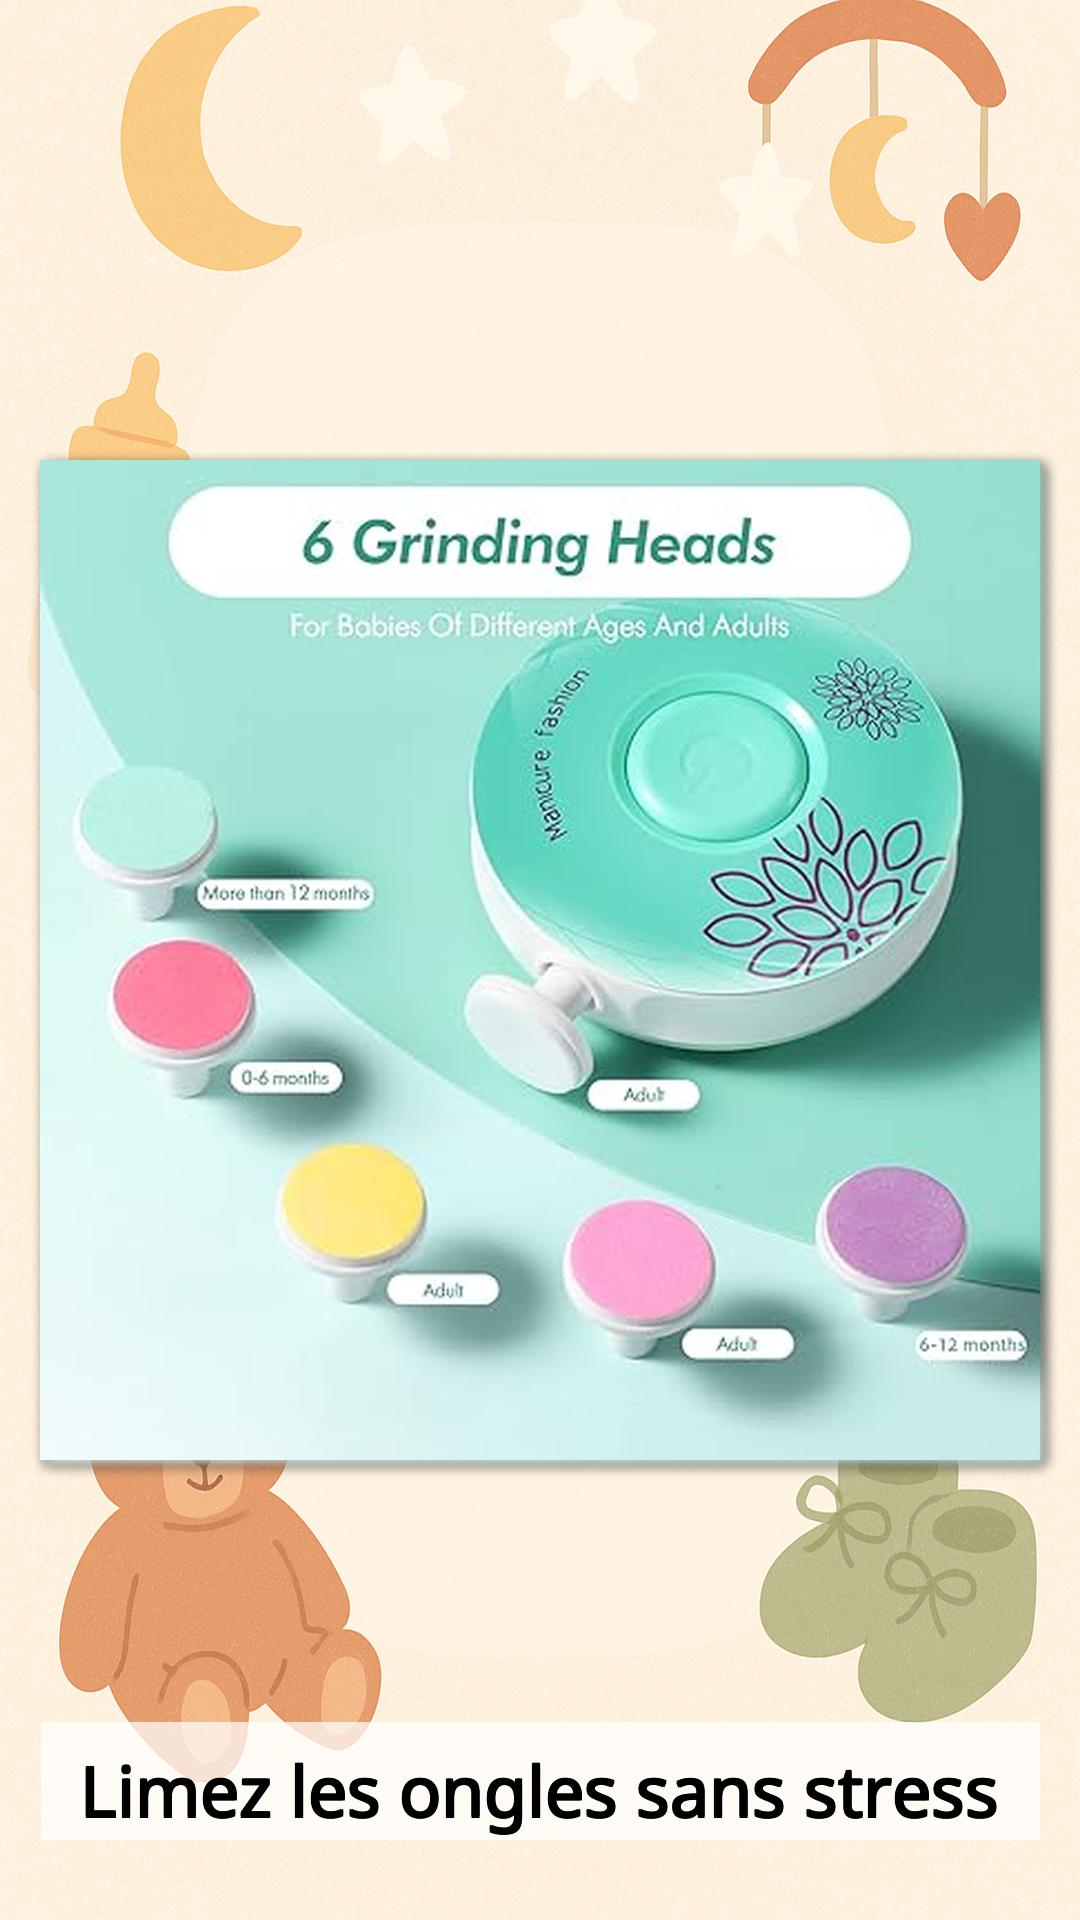 6 Grinding Heads
For Babies Of Different Ages And Adults
Manicure fashion
More than 12 months
0-6 months
Adult
Adult
Adult
6-12 months
Limez les ongles sans stress